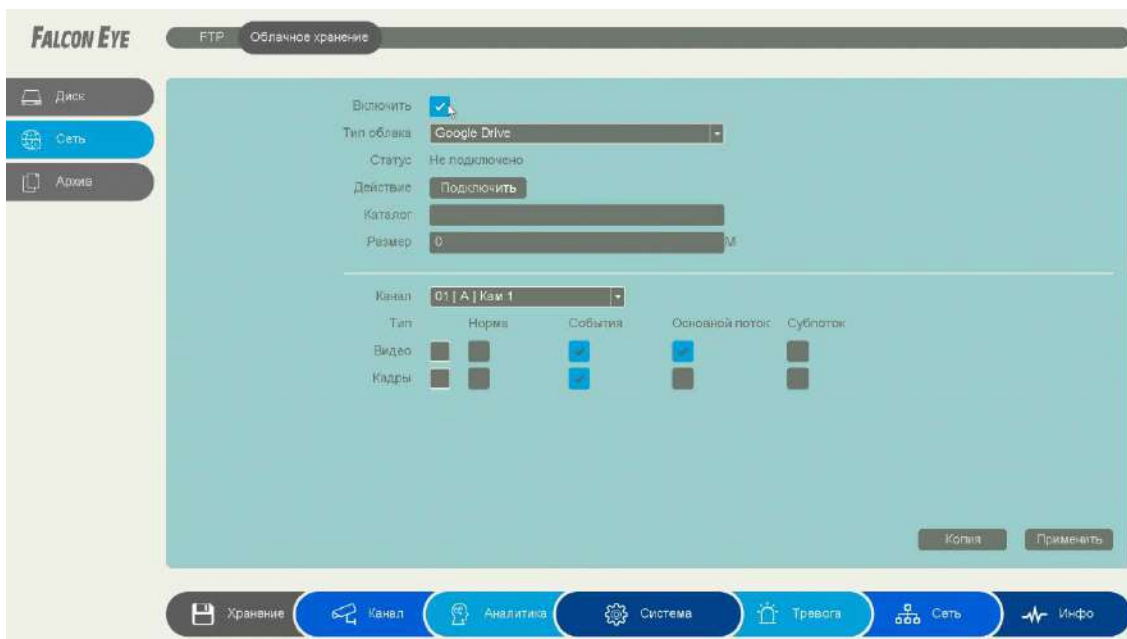 FALCON EYE
FTP Облачное хранение
Диск
Сеть
Архив
Включить
Тип облака Google Drive
Статус Не подключено
Действие Подключить
Каталог
Размер 0 М
Канал 01 [ A ] Кам 1
Тип Норма События Основной поток Субпоток
Видео
Кадры
Копия Применить
Хранение Канал Аналитика Система Тревога Сеть Инфо